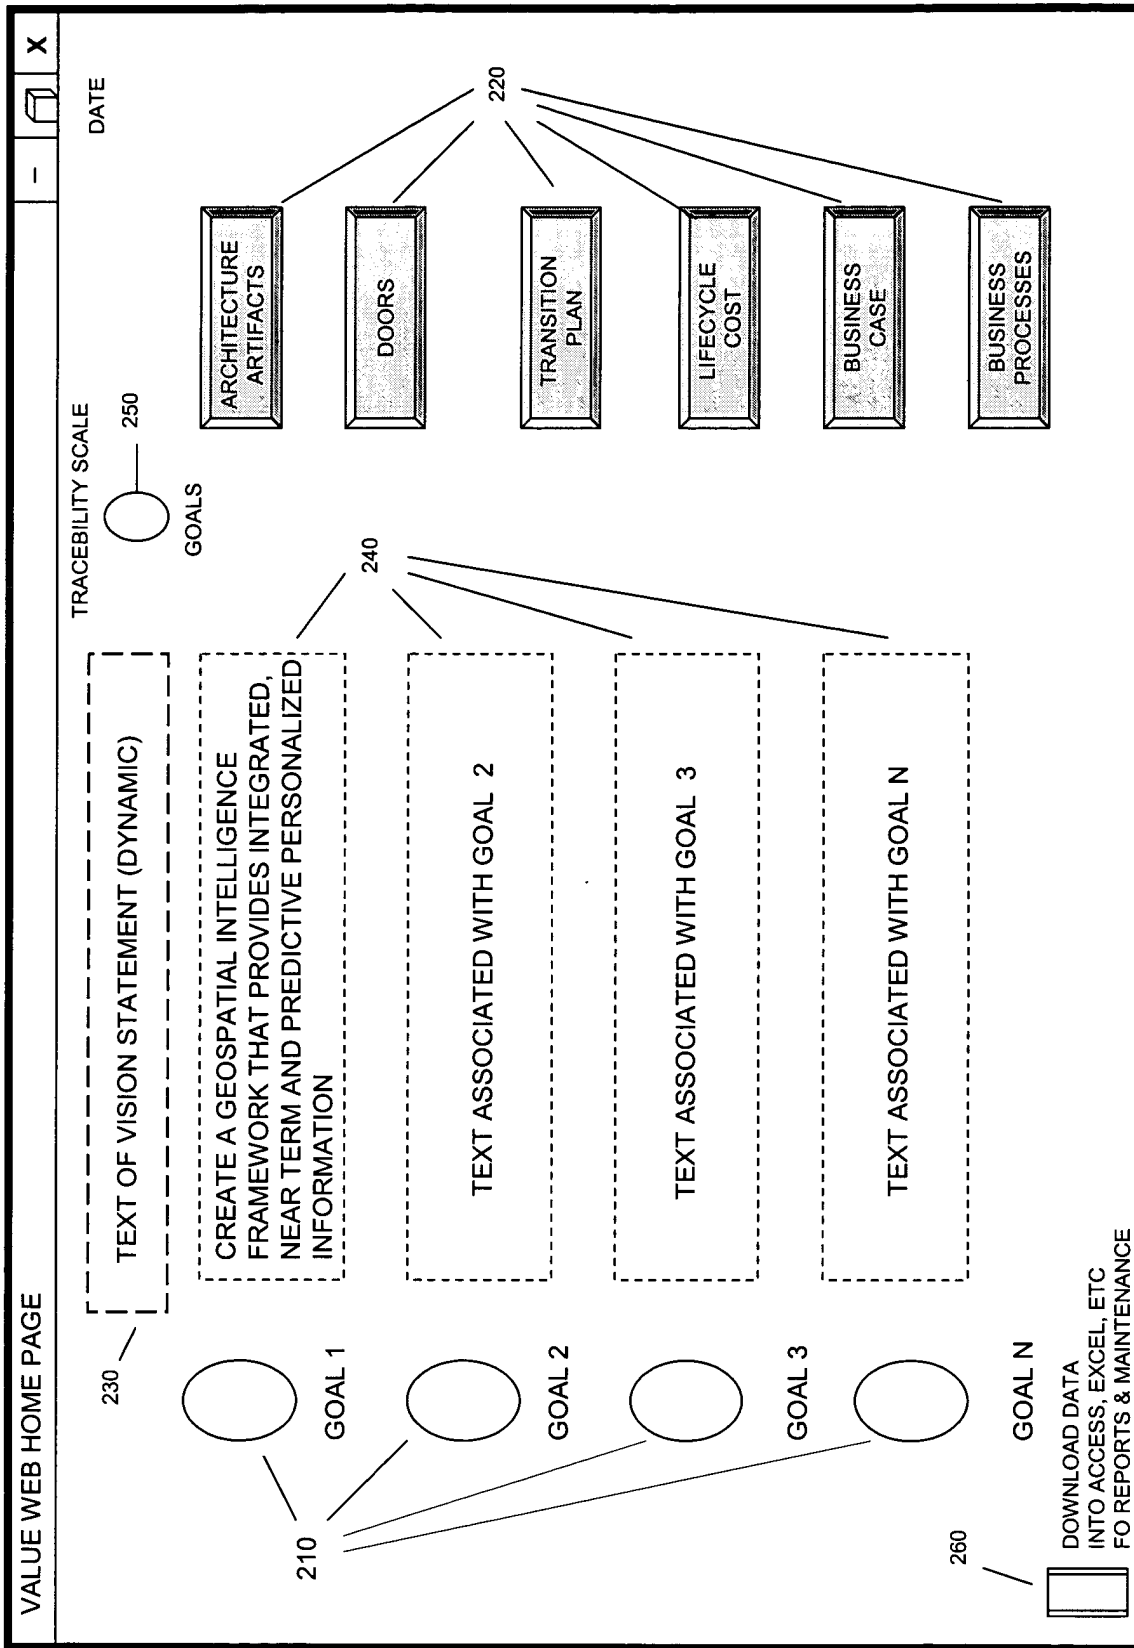 VALUE WEB HOME PAGE
– X
DATE
TRACEBILITY SCALE
250
GOALS
230
TEXT OF VISION STATEMENT (DYNAMIC)
210
GOAL 1
GOAL 2
GOAL 3
GOAL N
CREATE A GEOSPATIAL INTELLIGENCE
FRAMEWORK THAT PROVIDES INTEGRATED,
NEAR TERM AND PREDICTIVE PERSONALIZED
INFORMATION
TEXT ASSOCIATED WITH GOAL 2
TEXT ASSOCIATED WITH GOAL 3
TEXT ASSOCIATED WITH GOAL N
240
ARCHITECTURE
ARTIFACTS
DOORS
TRANSITION
PLAN
LIFECYCLE
COST
BUSINESS
CASE
BUSINESS
PROCESSES
220
260
DOWNLOAD DATA
INTO ACCESS, EXCEL, ETC
FO REPORTS & MAINTENANCE